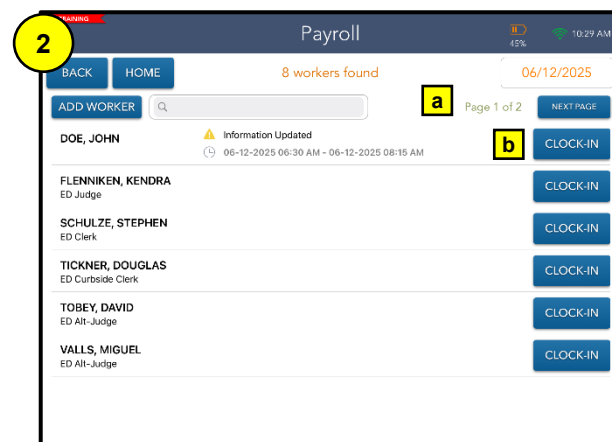 TRAINING
2
Payroll
45%
10:29 AM
BACK
HOME
8 workers found
06/12/2025
ADD WORKER
a
Page 1 of 2
NEXT PAGE
DOE, JOHN
Information Updated
06-12-2025 06:30 AM - 06-12-2025 08:15 AM
b
CLOCK-IN
FLENNIKEN, KENDRA
ED Judge
CLOCK-IN
SCHULZE, STEPHEN
ED Clerk
CLOCK-IN
TICKNER, DOUGLAS
ED Curbside Clerk
CLOCK-IN
TOBEY, DAVID
ED Alt-Judge
CLOCK-IN
VALLS, MIGUEL
ED Alt-Judge
CLOCK-IN